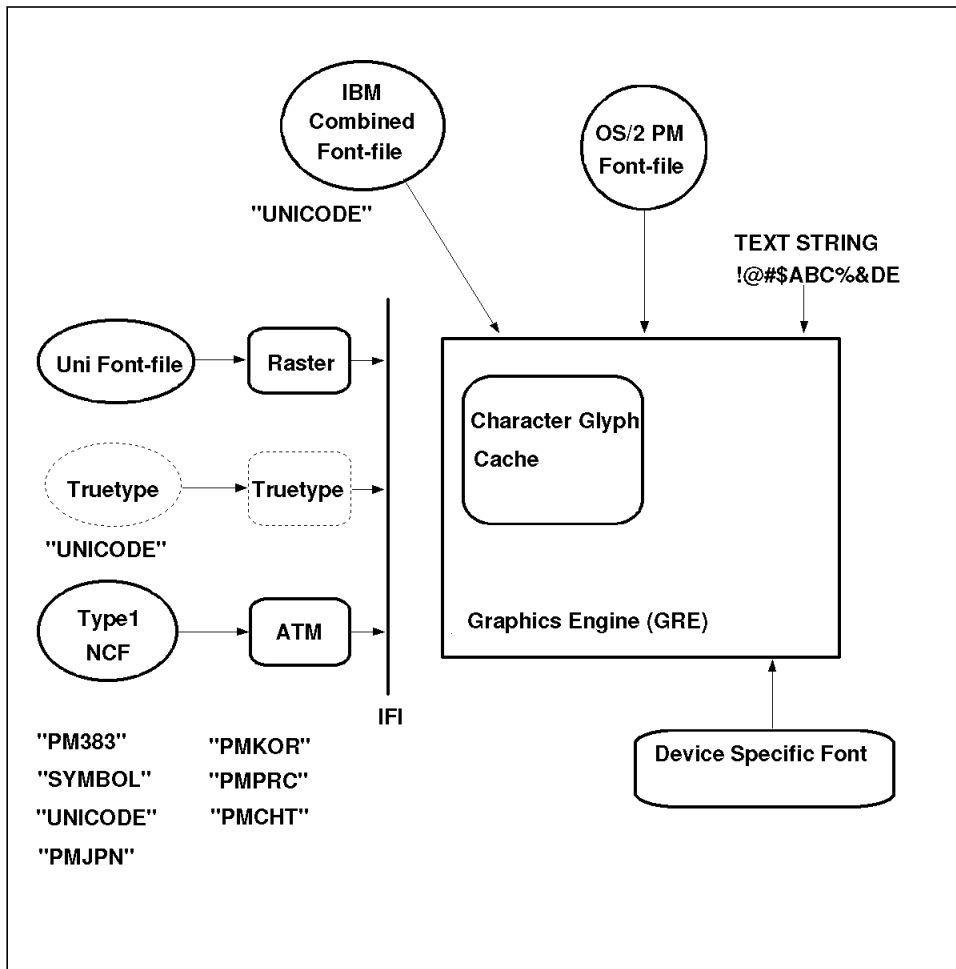 IBM
Combined
Font-file
"UNICODE"
OS/2 PM
Font-file
TEXT STRING
!@#$ABC%&DE
Uni Font-file
Raster
Truetype
Truetype
"UNICODE"
Type1
NCF
ATM
IFI
Character Glyph
Cache
Graphics Engine (GRE)
Device Specific Font
"PM383"
"SYMBOL"
"UNICODE"
"PMJPN"
"PMKOR"
"PMPRC"
"PMCHT"